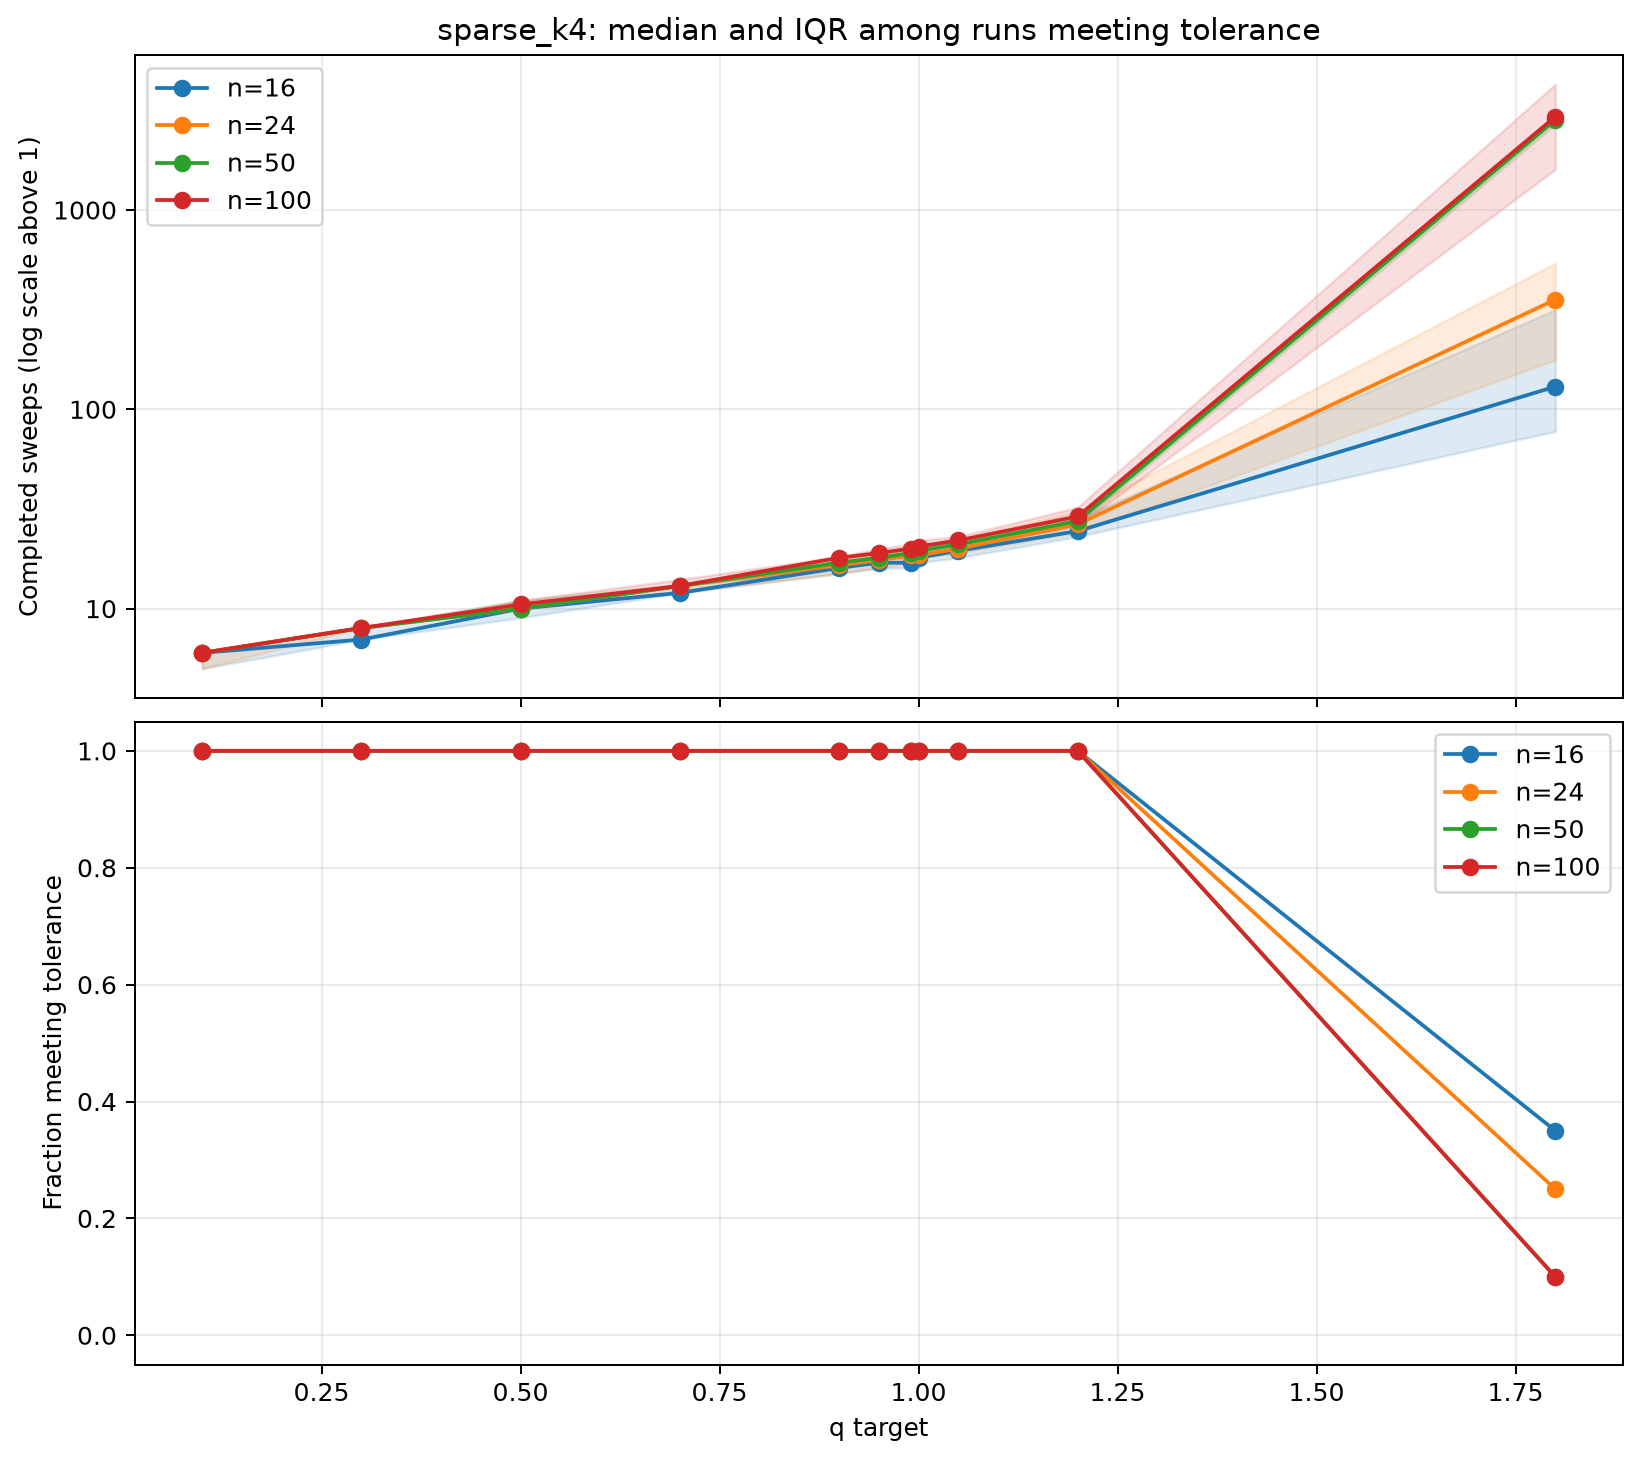 sparse_k4: median and IQR among runs meeting tolerance
n=16
n=24
n=50
n=100
Completed sweeps (log scale above 1)
1000
100
10
n=16
n=24
n=50
n=100
Fraction meeting tolerance
1.0
0.8
0.6
0.4
0.2
0.0
0.25 0.50 0.75 1.00 1.25 1.50 1.75
q target